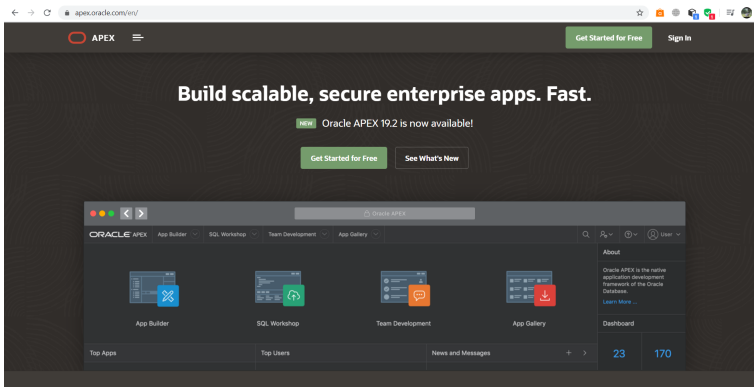 apex.oracle.com/en/
APEX
Get Started for Free
Sign In
Build scalable, secure enterprise apps. Fast.
NEW Oracle APEX 19.2 is now available!
Get Started for Free
See What's New
Oracle APEX
ORACLE APEX App Builder SQL Workshop Team Development App Gallery User
About
Oracle APEX is the native
application development
framework of the Oracle
Database.
Learn More ...
App Builder
SQL Workshop
Team Development
App Gallery
Dashboard
Top Apps
Top Users
News and Messages
23
170